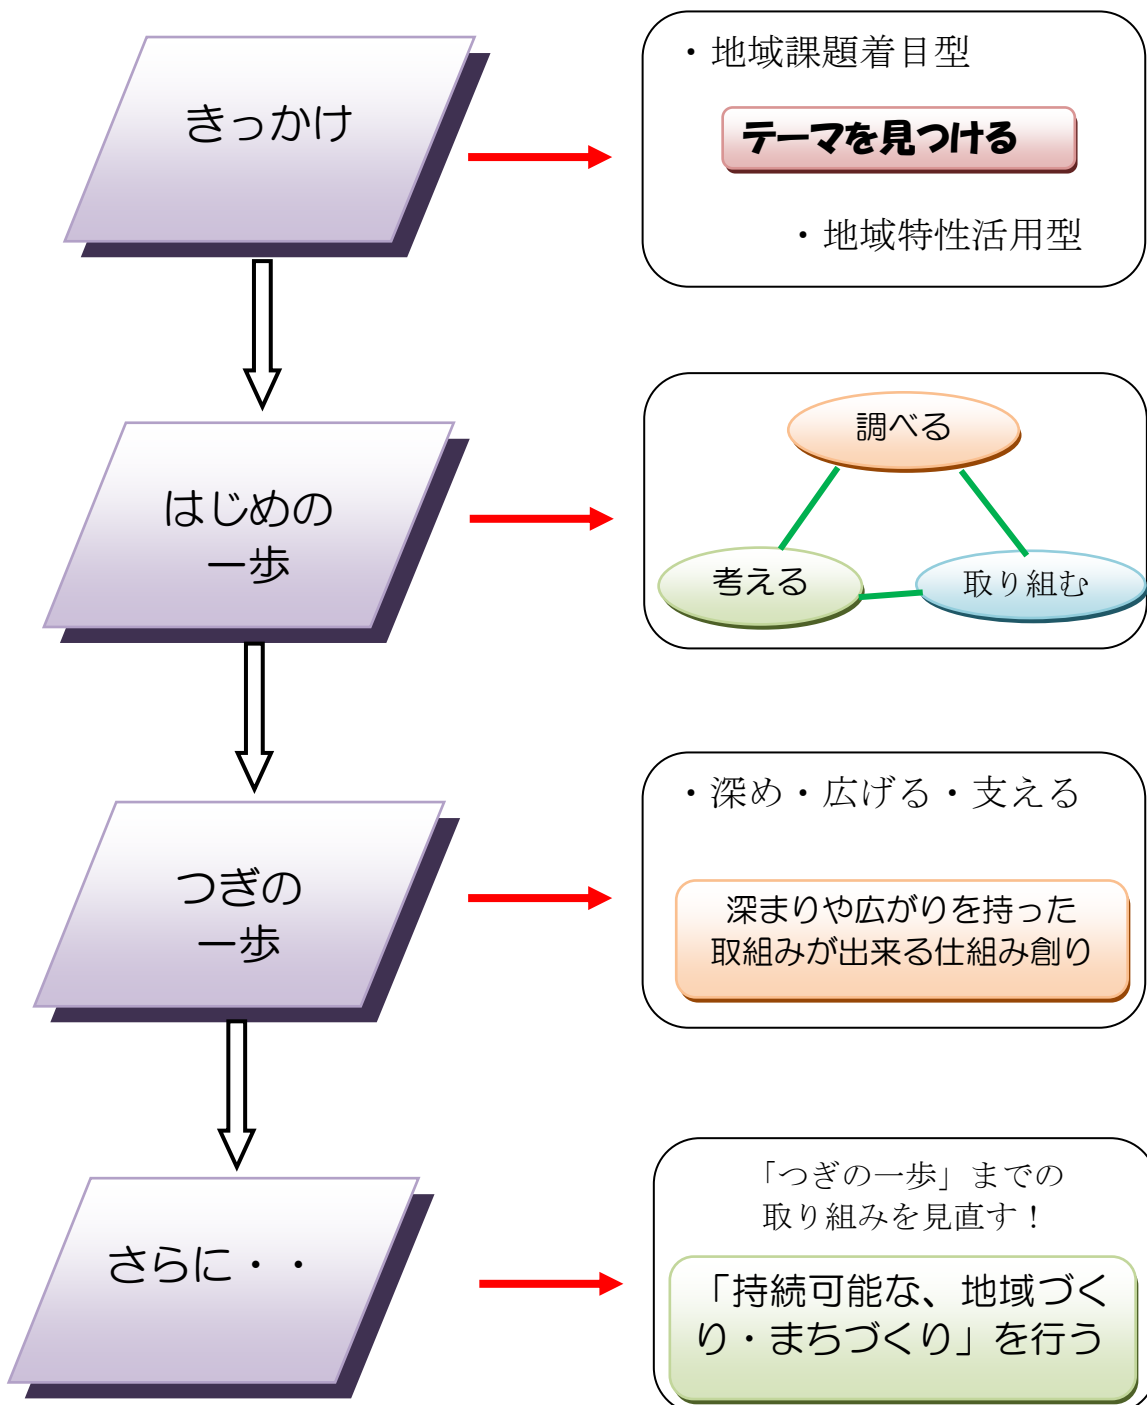 きっかけ
・地域課題着目型
テーマを見つける
・地域特性活用型
はじめの
一歩
調べる
考える
取り組む
つぎの
一歩
・深め・広げる・支える
深まりや広がりを持った
取組みが出来る仕組み創り
さらに・・
「つぎの一歩」までの
取り組みを見直す！
「持続可能な、地域づく
り・まちづくり」を行う